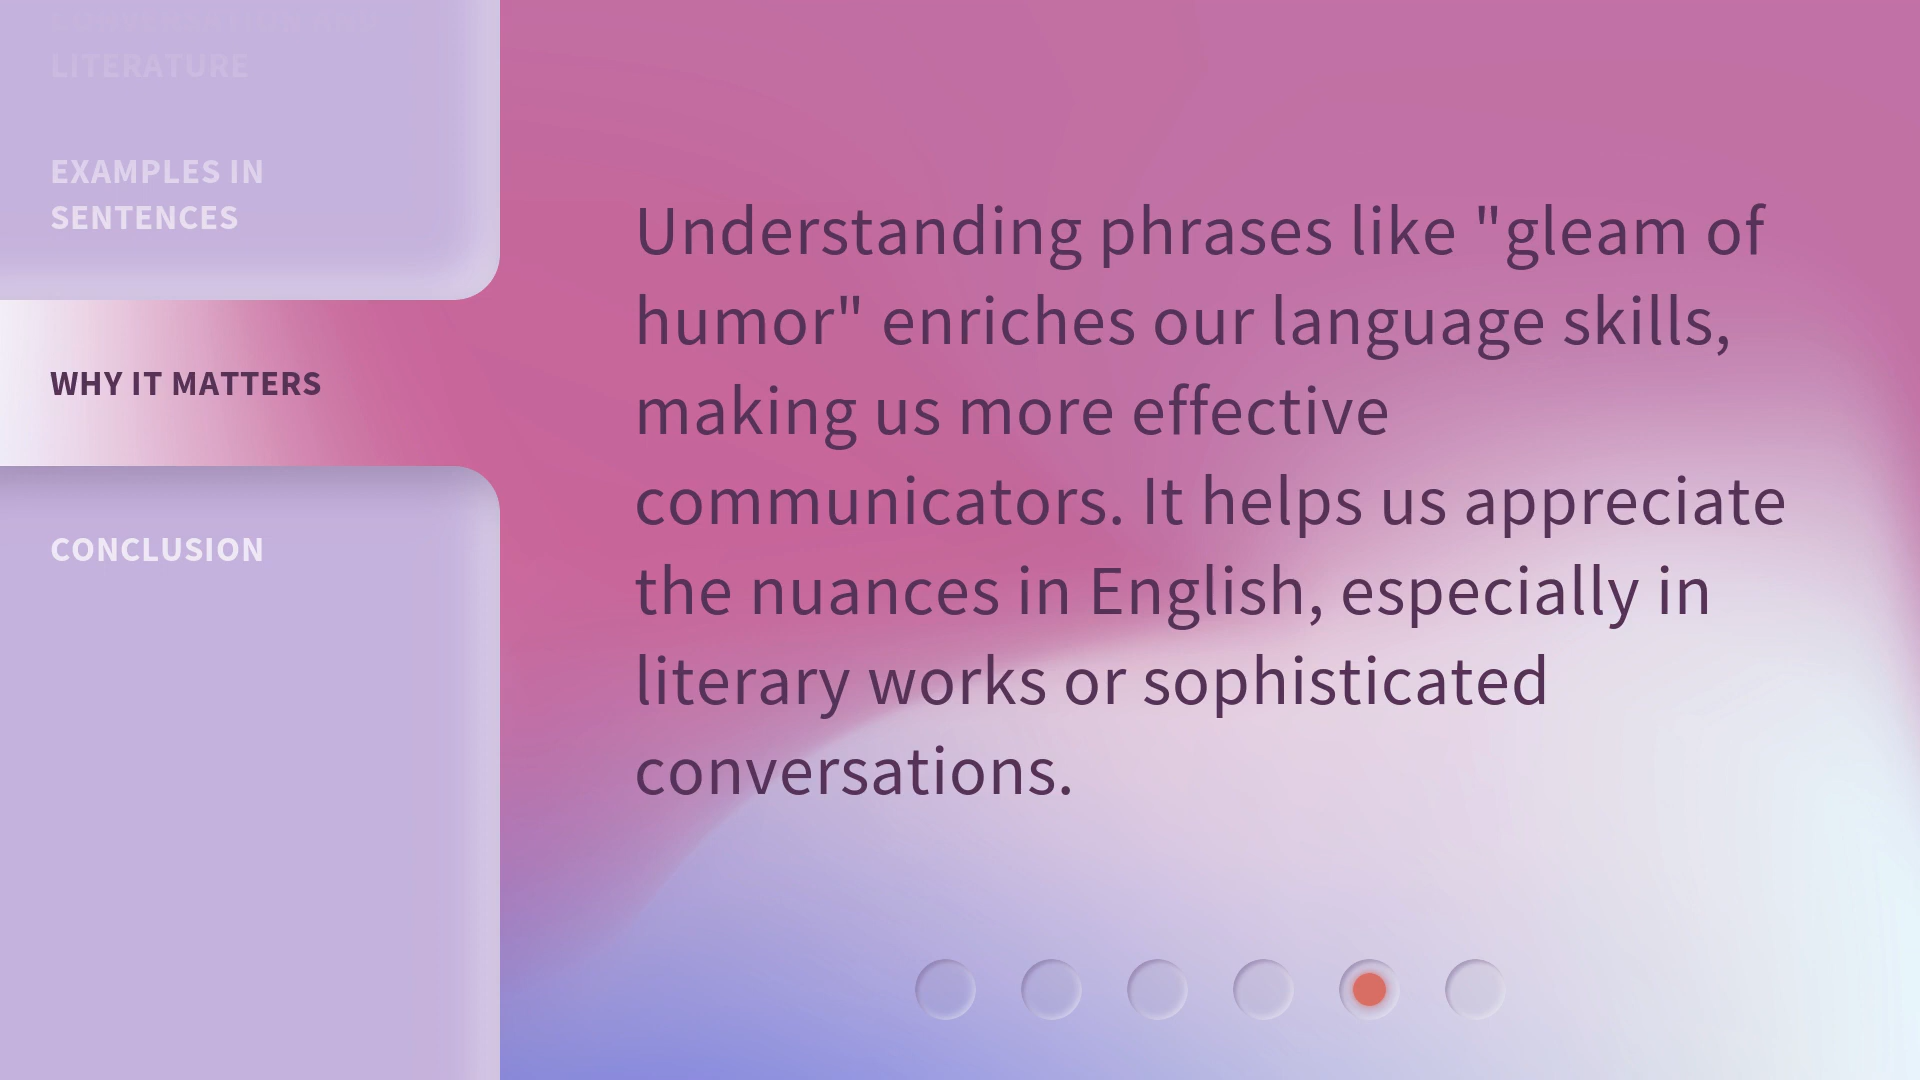 CONVERSATION AND
LITERATURE
EXAMPLES IN
SENTENCES
WHY IT MATTERS
CONCLUSION
Understanding phrases like "gleam of
humor" enriches our language skills,
making us more effective
communicators. It helps us appreciate
the nuances in English, especially in
literary works or sophisticated
conversations.